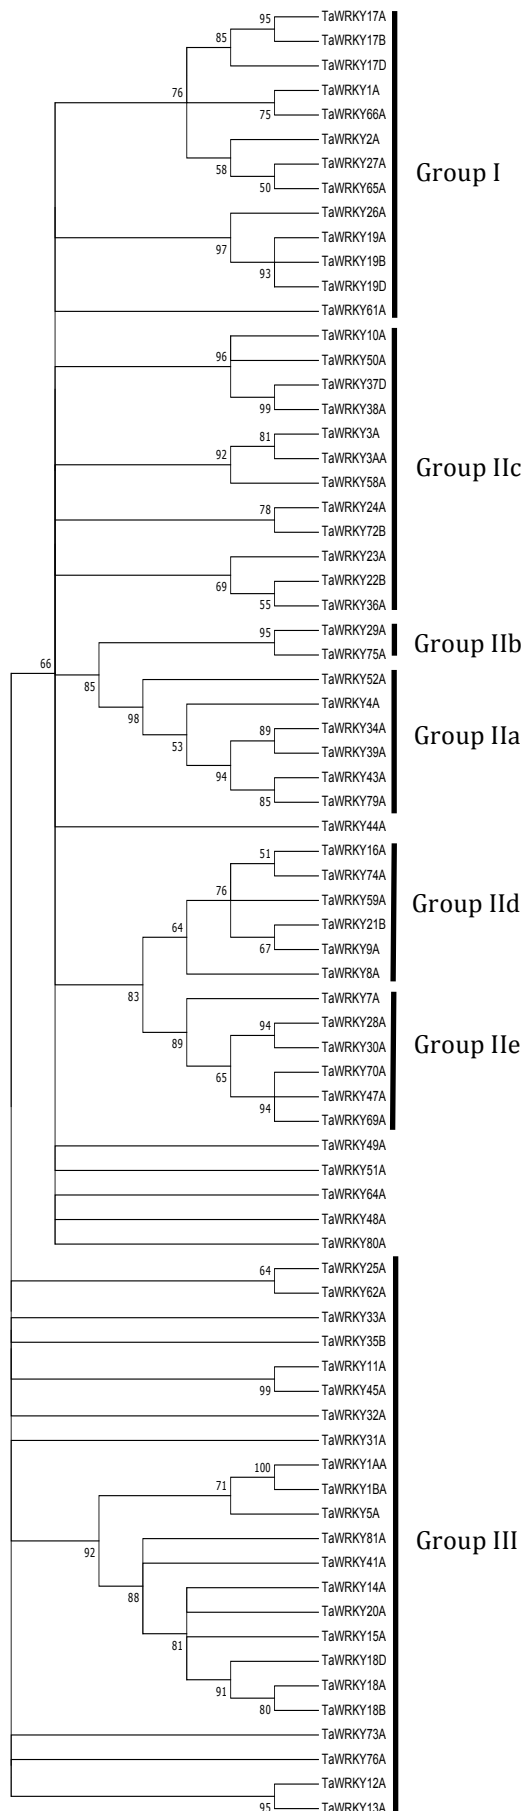 95
TaWRKY17A
TaWRKY17B
85
TaWRKY17D
76
TaWRKY1A
75
TaWRKY66A
TaWRKY2A
58
TaWRKY27A
50
TaWRKY65A
Group I
TaWRKY26A
97
TaWRKY19A
TaWRKY19B
93
TaWRKY19D
TaWRKY61A
TaWRKY10A
96
TaWRKY50A
TaWRKY37D
99
TaWRKY38A
81
TaWRKY3A
92
TaWRKY3AA
TaWRKY58A
Group IIc
78
TaWRKY24A
TaWRKY72B
TaWRKY23A
69
TaWRKY22B
55
TaWRKY36A
95
TaWRKY29A
TaWRKY75A
Group IIb
66
85
TaWRKY52A
98
TaWRKY4A
53
89
TaWRKY34A
TaWRKY39A
Group IIa
94
TaWRKY43A
85
TaWRKY79A
TaWRKY44A
51
TaWRKY16A
TaWRKY74A
76
TaWRKY59A
Group IId
64
TaWRKY21B
67
TaWRKY9A
TaWRKY8A
83
TaWRKY7A
94
TaWRKY28A
89
TaWRKY30A
Group IIe
65
TaWRKY70A
TaWRKY47A
94
TaWRKY69A
TaWRKY49A
TaWRKY51A
TaWRKY64A
TaWRKY48A
TaWRKY80A
64
TaWRKY25A
TaWRKY62A
TaWRKY33A
TaWRKY35B
TaWRKY11A
99
TaWRKY45A
TaWRKY32A
TaWRKY31A
100
TaWRKY1AA
71
TaWRKY1BA
TaWRKY5A
92
TaWRKY81A
Group III
88
TaWRKY41A
TaWRKY14A
TaWRKY20A
81
TaWRKY15A
TaWRKY18D
91
TaWRKY18A
80
TaWRKY18B
TaWRKY73A
TaWRKY76A
TaWRKY12A
95
TaWRKY13A